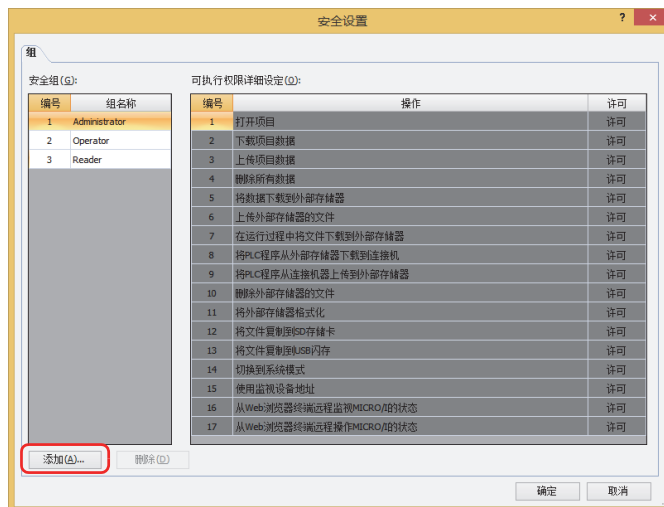 安全设置
? ×
组
安全组(G):
可执行权限详细设定(O):
编号 组名称
1 Administrator
2 Operator
3 Reader
编号 操作 许可
1 打开项目 许可
2 下载项目数据 许可
3 上传项目数据 许可
4 删除所有数据 许可
5 将数据下载到外部存储器 许可
6 上传外部存储器的文件 许可
7 在运行过程中将文件下载到外部存储器 许可
8 将PLC程序从外部存储器下载到连接机 许可
9 将PLC程序从连接机器上传到外部存储器 许可
10 删除外部存储器的文件 许可
11 将外部存储器格式化 许可
12 将文件复制到SD存储卡 许可
13 将文件复制到USB闪存 许可
14 切换到系统模式 许可
15 使用监视设备地址 许可
16 从Web浏览器终端远程监视MICRO/I的状态 许可
17 从Web浏览器终端远程操作MICRO/I的状态 许可
添加(A)... 删除(D)
确定 取消